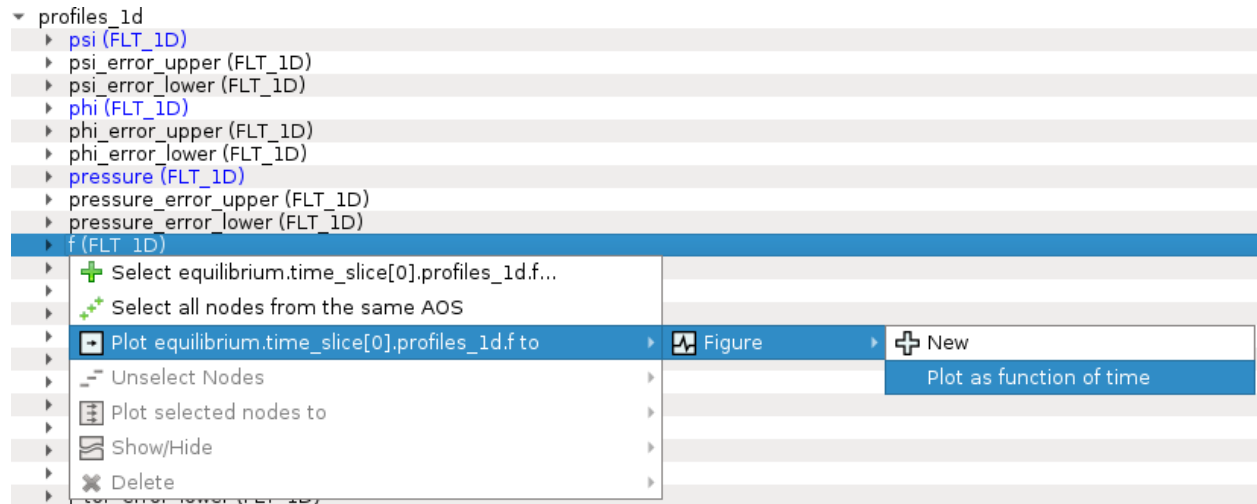 profiles_1d
psi (FLT_1D)
psi_error_upper (FLT_1D)
psi_error_lower (FLT_1D)
phi (FLT_1D)
phi_error_upper (FLT_1D)
phi_error_lower (FLT_1D)
pressure (FLT_1D)
pressure_error_upper (FLT_1D)
pressure_error_lower (FLT_1D)
f (FLT_1D)
Select equilibrium.time_slice[0].profiles_1d.f...
Select all nodes from the same AOS
Plot equilibrium.time_slice[0].profiles_1d.f to
Figure
New
Plot as function of time
Unselect Nodes
Plot selected nodes to
Show/Hide
Delete